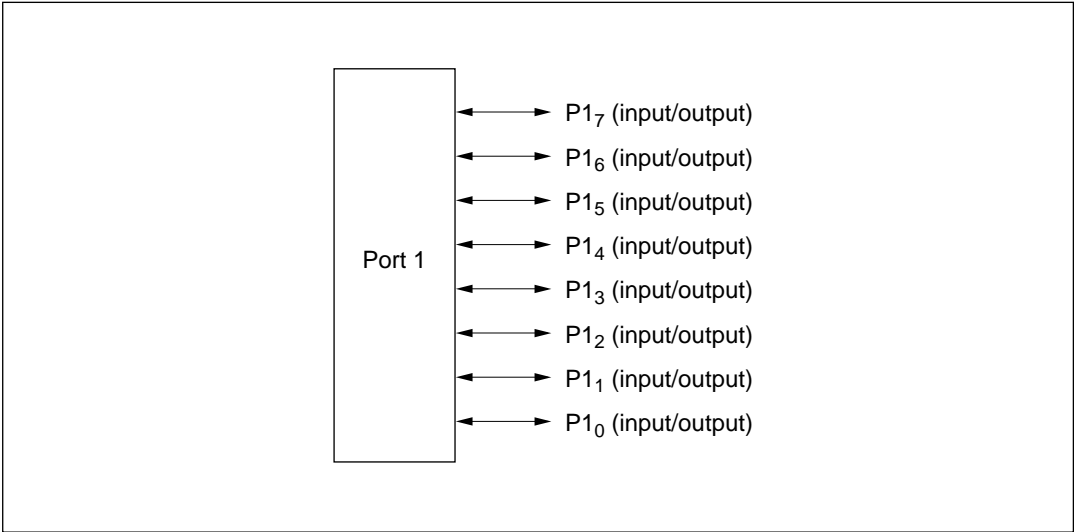 P1₇ (input/output)
P1₆ (input/output)
P1₅ (input/output)
P1₄ (input/output)
Port 1
P1₃ (input/output)
P1₂ (input/output)
P1₁ (input/output)
P1₀ (input/output)